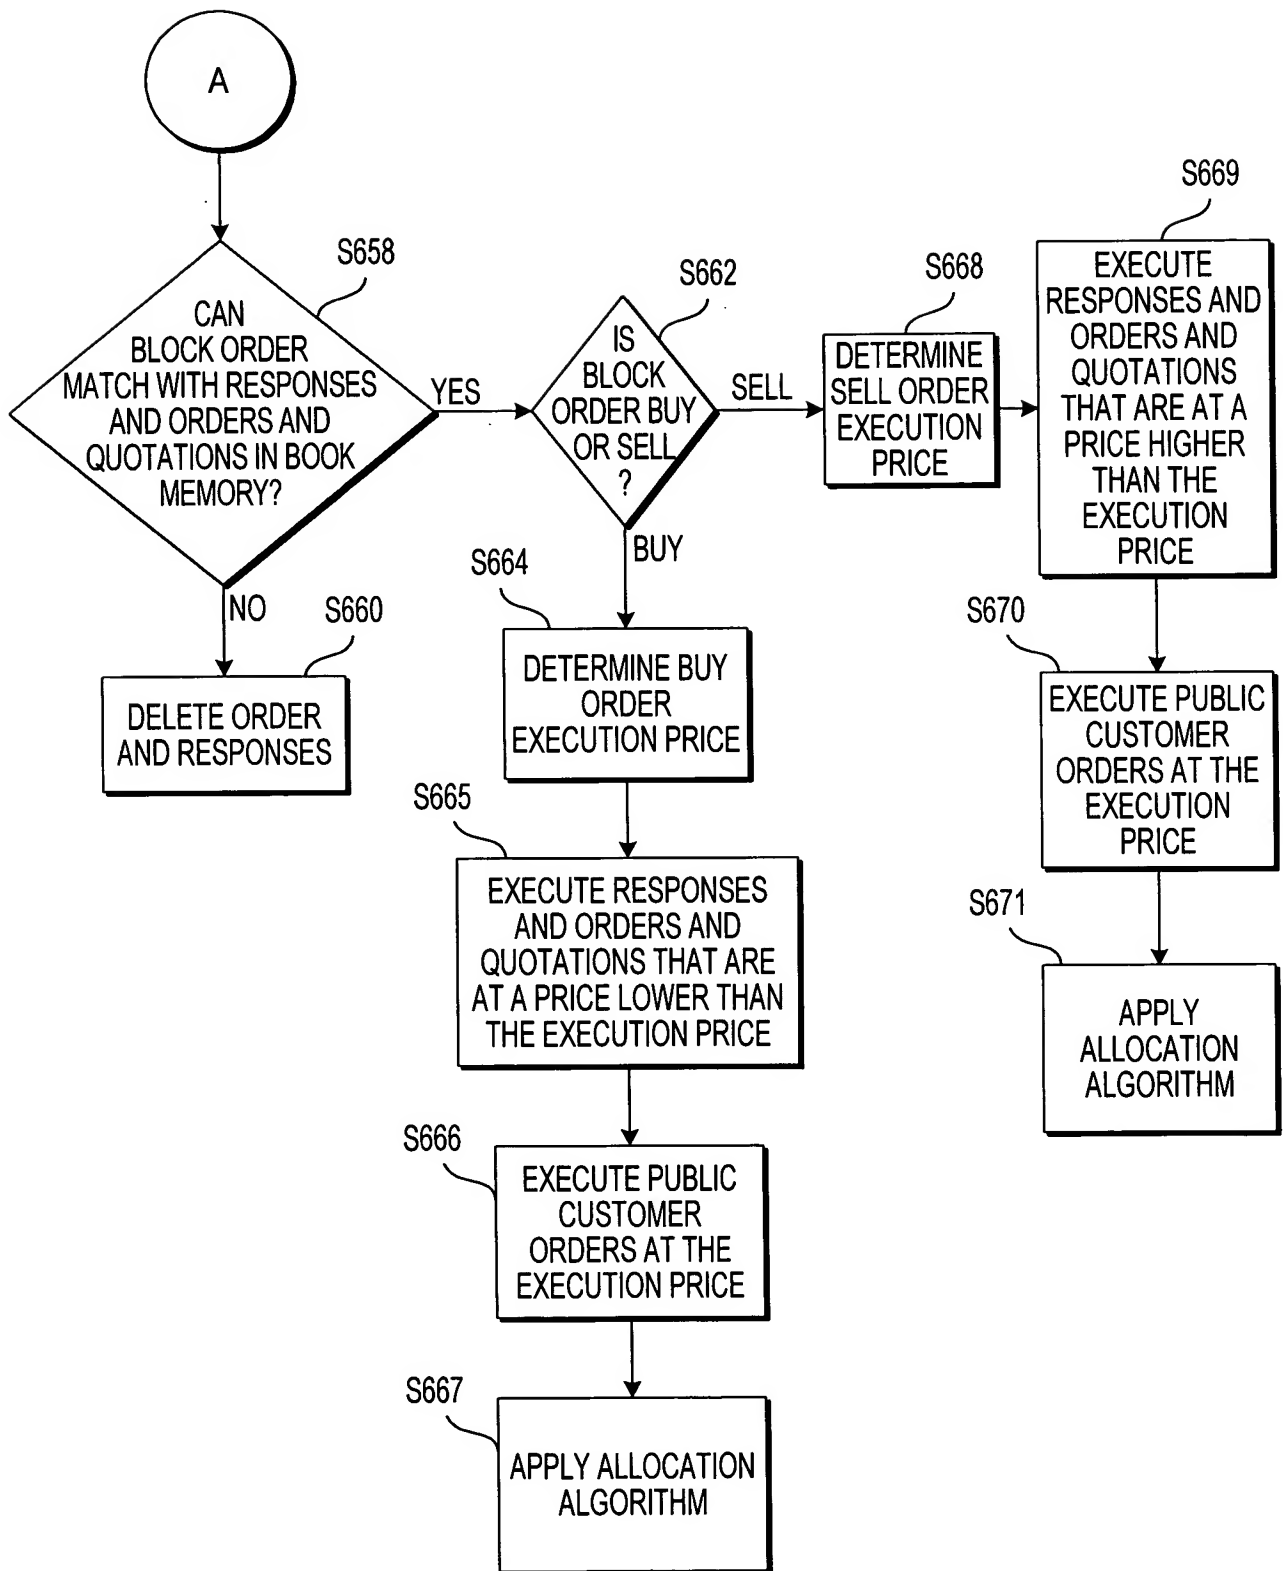 A
S658
CAN
BLOCK ORDER
MATCH WITH RESPONSES
AND ORDERS AND
QUOTATIONS IN BOOK
MEMORY?
YES
NO
S660
DELETE ORDER
AND RESPONSES
S662
IS
BLOCK
ORDER BUY
OR SELL
?
SELL
BUY
S664
DETERMINE BUY
ORDER
EXECUTION PRICE
S665
EXECUTE RESPONSES
AND ORDERS AND
QUOTATIONS THAT ARE
AT A PRICE LOWER THAN
THE EXECUTION PRICE
S666
EXECUTE PUBLIC
CUSTOMER
ORDERS AT THE
EXECUTION PRICE
S667
APPLY ALLOCATION
ALGORITHM
S668
DETERMINE
SELL ORDER
EXECUTION
PRICE
S669
EXECUTE
RESPONSES AND
ORDERS AND
QUOTATIONS
THAT ARE AT A
PRICE HIGHER
THAN THE
EXECUTION
PRICE
S670
EXECUTE PUBLIC
CUSTOMER
ORDERS AT THE
EXECUTION
PRICE
S671
APPLY
ALLOCATION
ALGORITHM